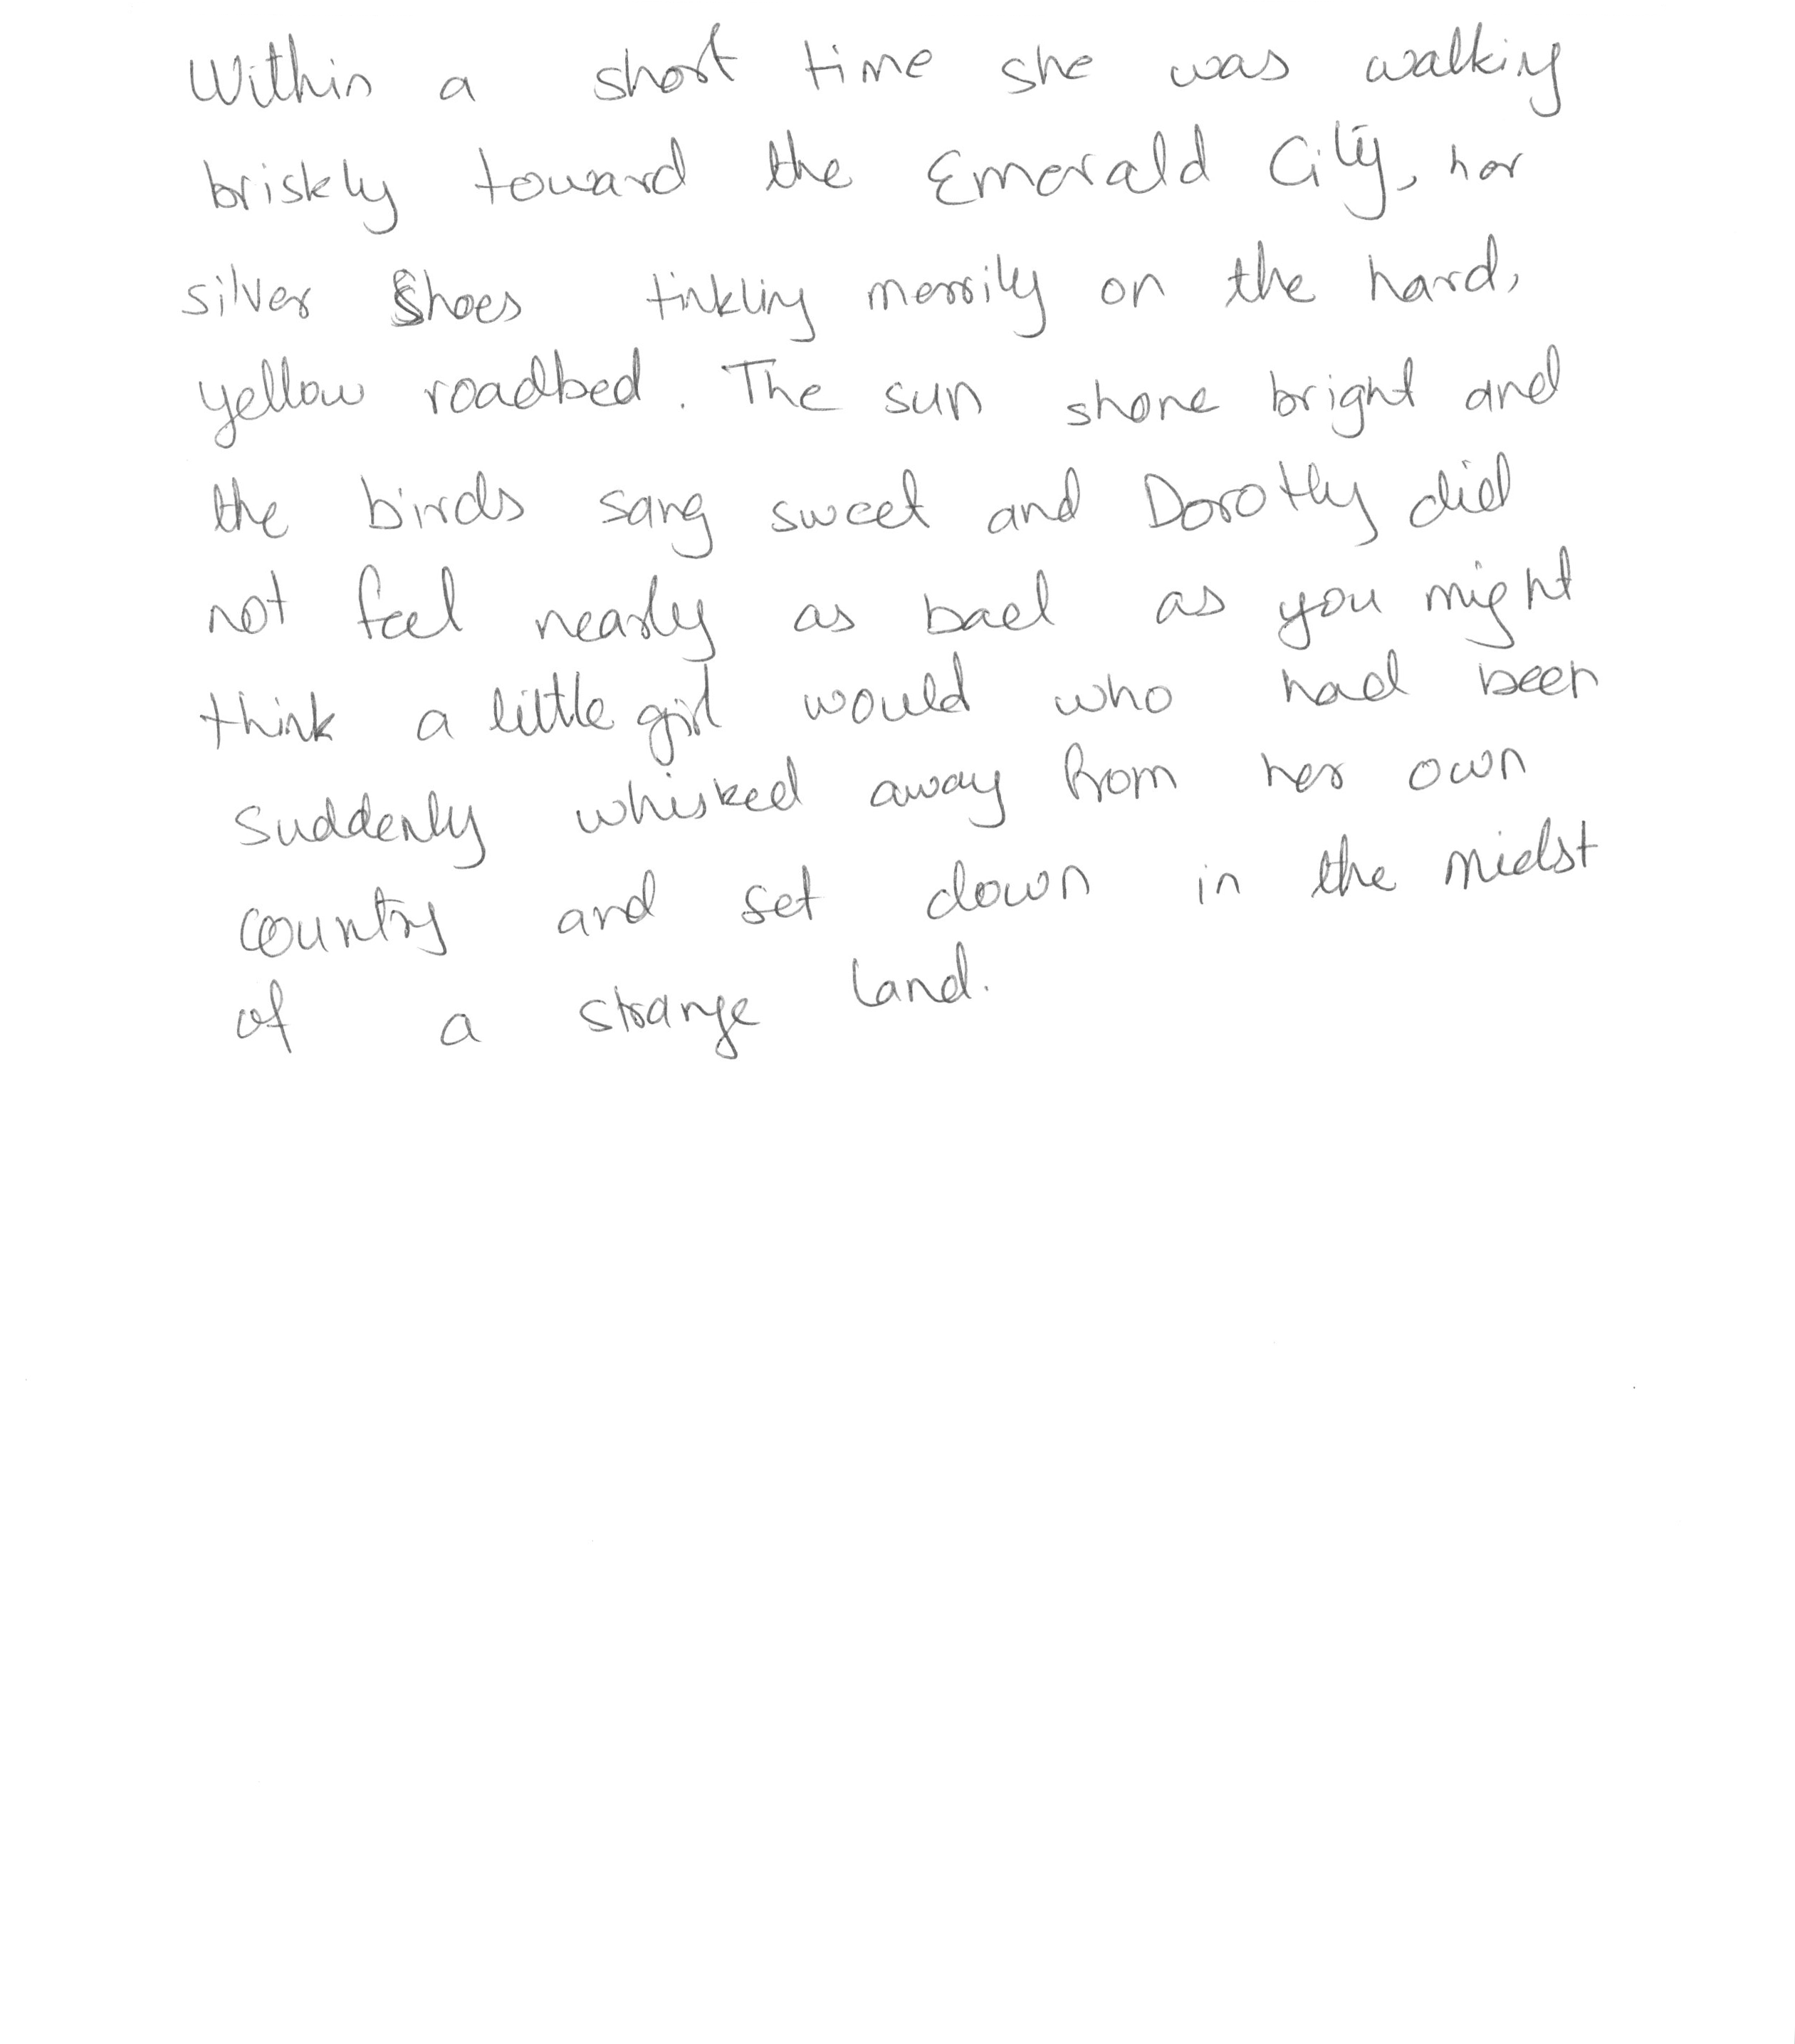 Within a short time she was walking
briskly toward the Emerald City, her
silver Shoes tinkling merrily on the hard,
yellow roadbed. The sun shone bright and
the birds sang sweet and Dorothy did
not feel nearly as bad as you might
think a little girl would who had been
suddenly whisked away from her own
country and set down in the midst
of a strange land.